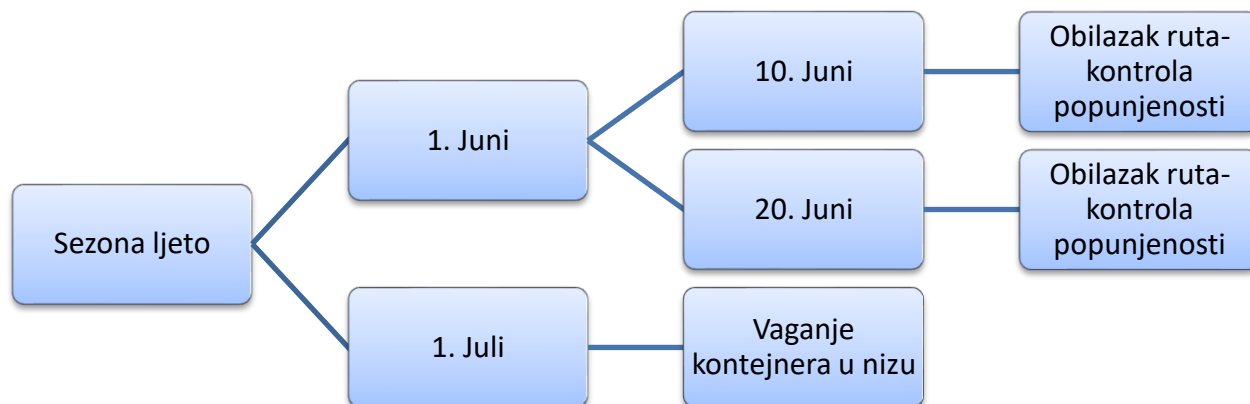 Sezona ljeto
1. Juni
10. Juni
Obilazak ruta-
kontrola
popunjenosti
20. Juni
Obilazak ruta-
kontrola
popunjenosti
1. Juli
Vaganje
kontejnera u nizu